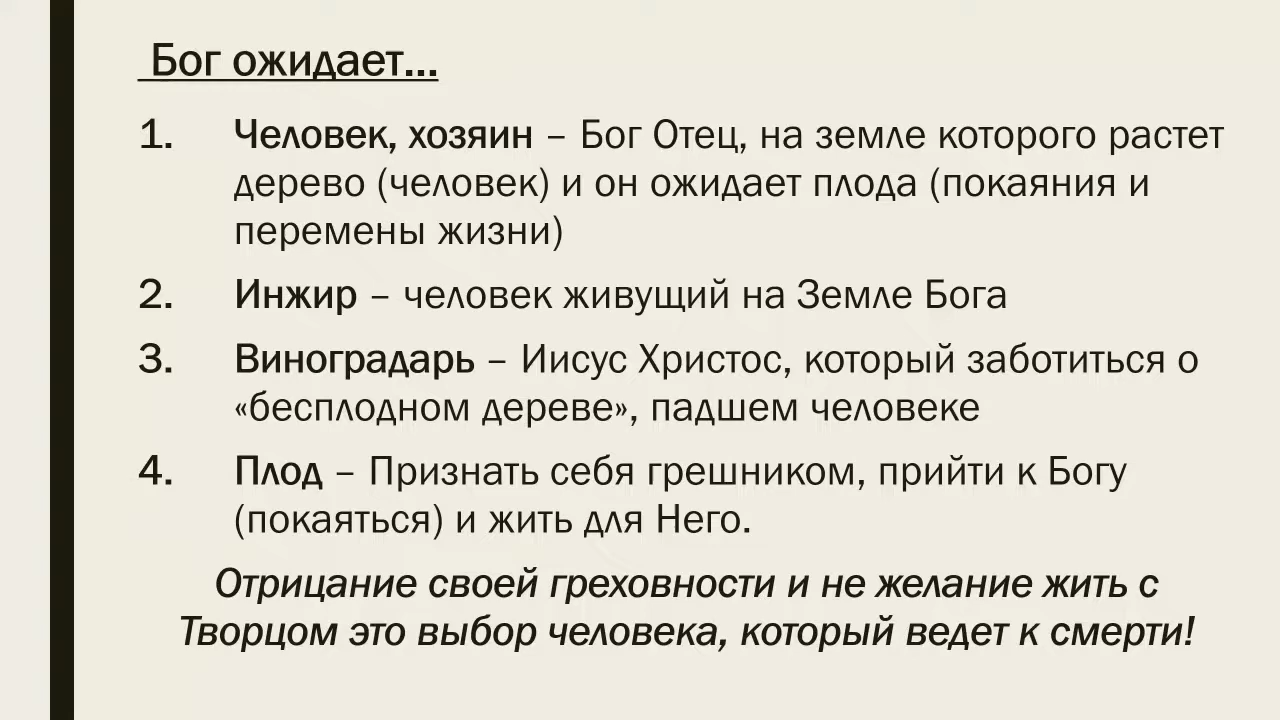 Бог ожидает...
1. Человек, хозяин – Бог Отец, на земле которого растет
дерево (человек) и он ожидает плода (покаяния и
перемены жизни)
2. Инжир – человек живущий на Земле Бога
3. Виноградарь – Иисус Христос, который заботиться о
«бесплодном дереве», падшем человеке
4. Плод – Признать себя грешником, прийти к Богу
(покаяться) и жить для Него.
Отрицание своей греховности и не желание жить с
Творцом это выбор человека, который ведет к смерти!